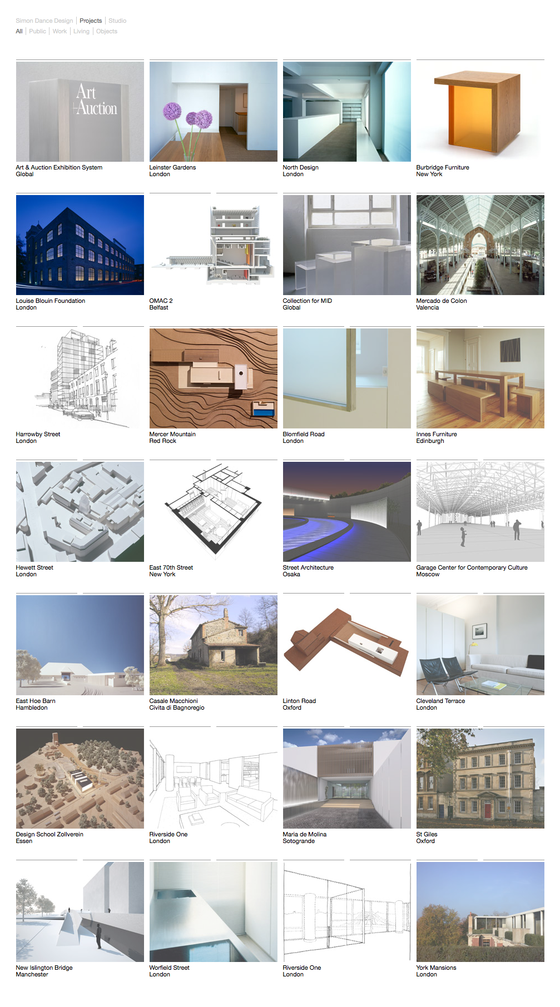 Simon Dance Design | Projects | Studio
All | Public | Work | Living | Objects
Art
&Auction
Art & Auction Exhibition System
Global
Leinster Gardens
London
North Design
London
Burbridge Furniture
New York
Louise Blouin Foundation
London
OMAC 2
Belfast
Collection for MID
Global
Mercado de Colon
Valencia
Harrowby Street
London
Mercer Mountain
Red Rock
Blomfield Road
London
Innes Furniture
Edinburgh
Hewett Street
London
East 70th Street
New York
Street Architecture
Osaka
Garage Center for Contemporary Culture
Moscow
East Hoe Barn
Hambledon
Casale Macchioni
Civita di Bagnoregio
Linton Road
Oxford
Cleveland Terrace
London
Design School Zollverein
Essen
Riverside One
London
Maria de Molina
Sotogrande
St Giles
Oxford
New Islington Bridge
Manchester
Worfield Street
London
Riverside One
London
York Mansions
London